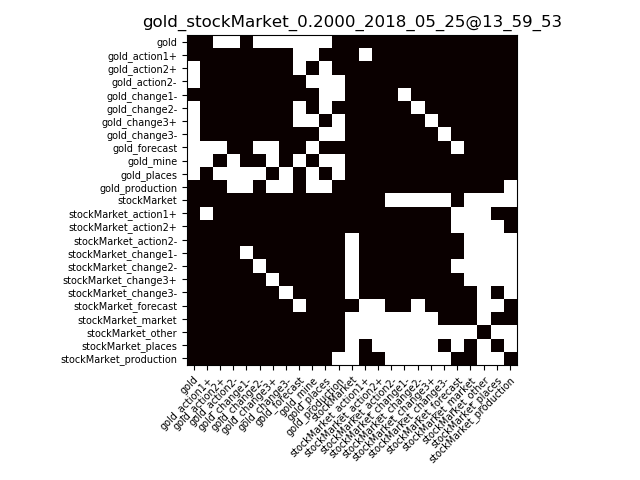 gold_stockMarket_0.2000_2018_05_25@13_59_53
gold
gold_action1+
gold_action2+
gold_action2-
gold_change1-
gold_change2-
gold_change3+
gold_change3-
gold_forecast
gold_mine
gold_places
gold_production
stockMarket
stockMarket_action1+
stockMarket_action2+
stockMarket_action2-
stockMarket_change1-
stockMarket_change2-
stockMarket_change3+
stockMarket_change3-
stockMarket_forecast
stockMarket_market
stockMarket_other
stockMarket_places
stockMarket_production
gold
gold_action1+
gold_action2+
gold_action2-
gold_change1-
gold_change2-
gold_change3+
gold_change3-
gold_forecast
gold_mine
gold_places
gold_production
stockMarket
stockMarket_action1+
stockMarket_action2+
stockMarket_action2-
stockMarket_change1-
stockMarket_change2-
stockMarket_change3+
stockMarket_change3-
stockMarket_forecast
stockMarket_market
stockMarket_other
stockMarket_places
stockMarket_production